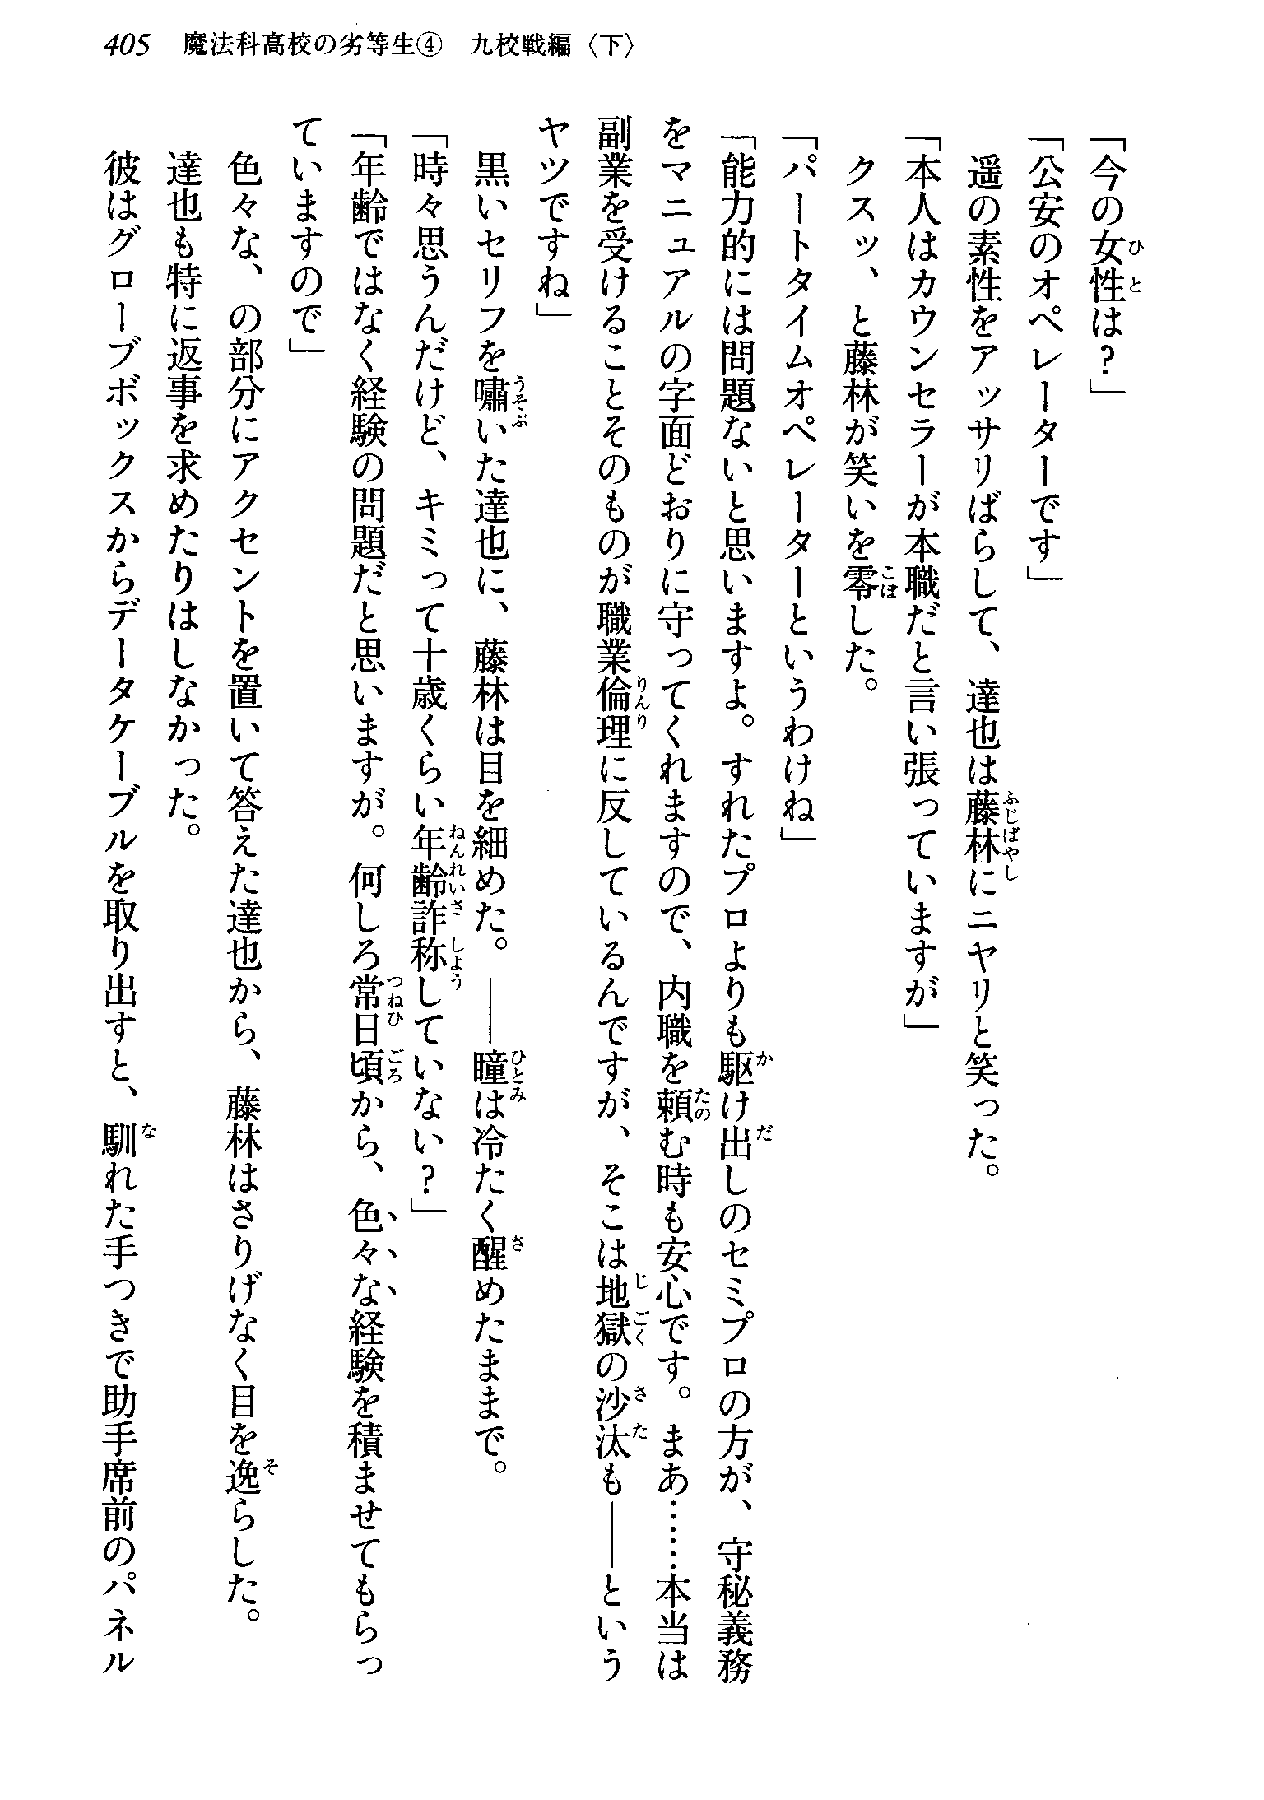 405　魔法科高校の劣等生④　九校戦編〈下〉
「今の女性は？」
「公安のオペレーターです」
　遥の素性をアッサリばらして、達也は藤林にニヤリと笑った。
「本人はカウンセラーが本職だと言い張っていますが」
　クスッ、と藤林が笑いを零した。
「パートタイムオペレーターというわけね」
「能力的には問題ないと思いますよ。すれたプロよりも駆け出しのセミプロの方が、守秘義務
をマニュアルの字面どおりに守ってくれますので、内職を頼む時も安心です。まあ……本当は
副業を受けることそのものが職業倫理に反しているんですが、そこは地獄の沙汰も――という
ヤツですね」
　黒いセリフを嘯いた達也に、藤林は目を細めた。――瞳は冷たく醒めたままで。
「時々思うんだけど、キミって十歳くらい年齢詐称していない？」
「年齢ではなく経験の問題だと思いますが。何しろ常日頃から、色々な経験を積ませてもらっ
ていますので」
　色々な、の部分にアクセントを置いて答えた達也から、藤林はさりげなく目を逸らした。
　達也も特に返事を求めたりはしなかった。
　彼はグローブボックスからデータケーブルを取り出すと、馴れた手つきで助手席前のパネル